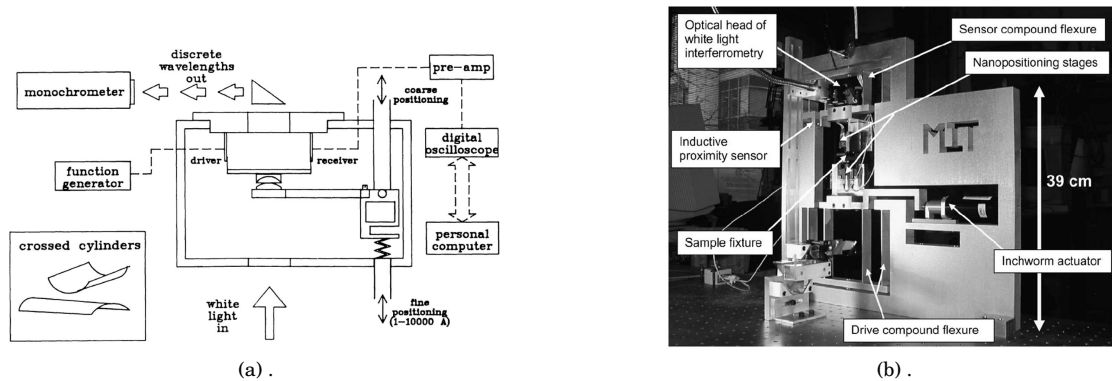 discrete
wavelengths
out
pre-amp
monochrometer
coarse
positioning
digital
oscilloscope
driver
receiver
function
generator
personal
computer
crossed cylinders
white
light
in
fine
positioning
(1-10000 A)
(a) .
Optical head of
white light
interferrometry
Sensor compound flexure
Nanopositioning stages
Inductive
proximity sensor
MIT
39 cm
Sample fixture
Inchworm actuator
Drive compound flexure
(b) .